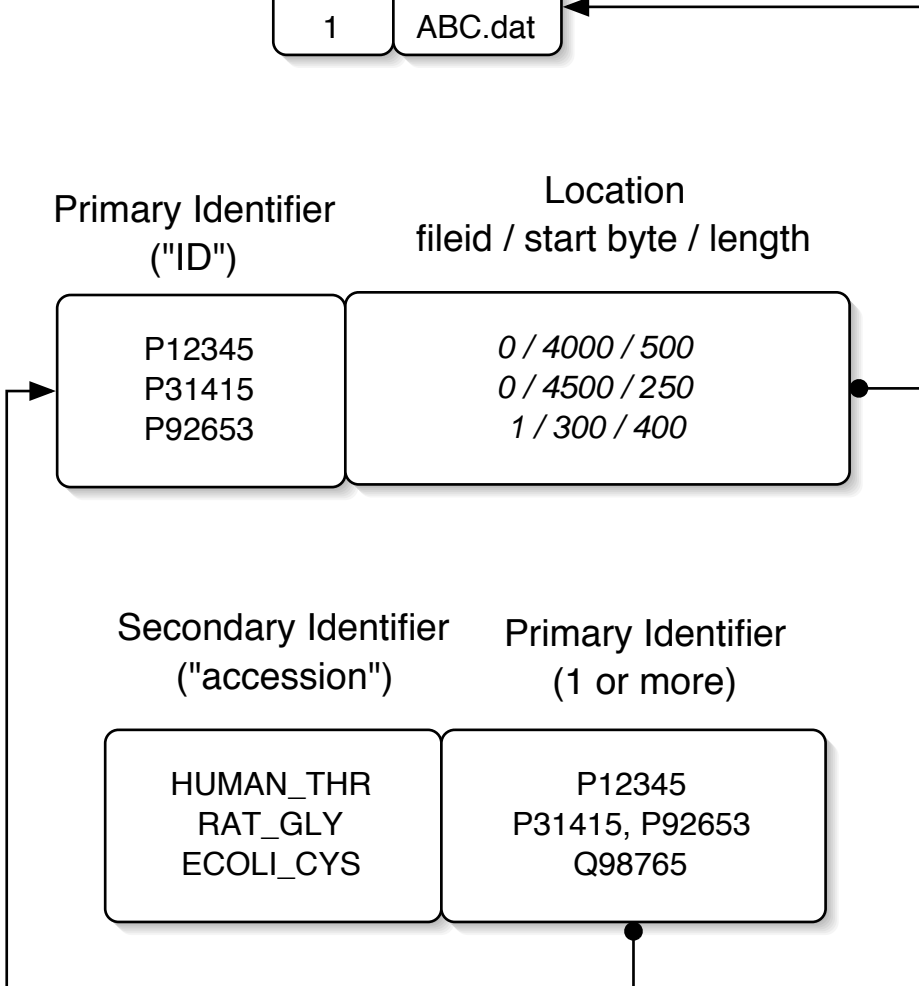 1 ABC.dat
Primary Identifier
("ID")
Location
fileid / start byte / length
P12345
P31415
P92653
0 / 4000 / 500
0 / 4500 / 250
1 / 300 / 400
Secondary Identifier
("accession")
Primary Identifier
(1 or more)
HUMAN_THR
RAT_GLY
ECOLI_CYS
P12345
P31415, P92653
Q98765